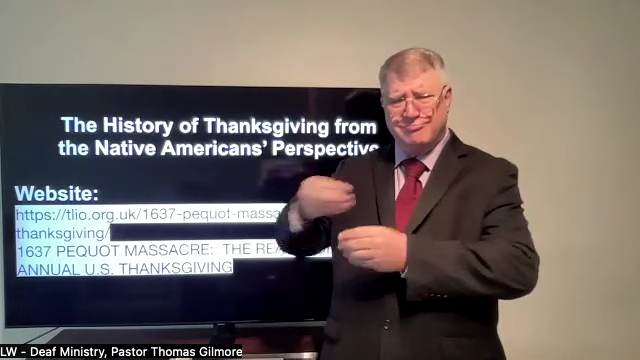 The History of Thanksgiving from
the Native Americans' Perspective
Website:
https://tlio.org.uk/1637-pequot-massa
thanksgiving/
1637 PEQUOT MASSACRE: THE RE
ANNUAL U.S. THANKSGIVING
LW - Deaf Ministry, Pastor Thomas Gilmore